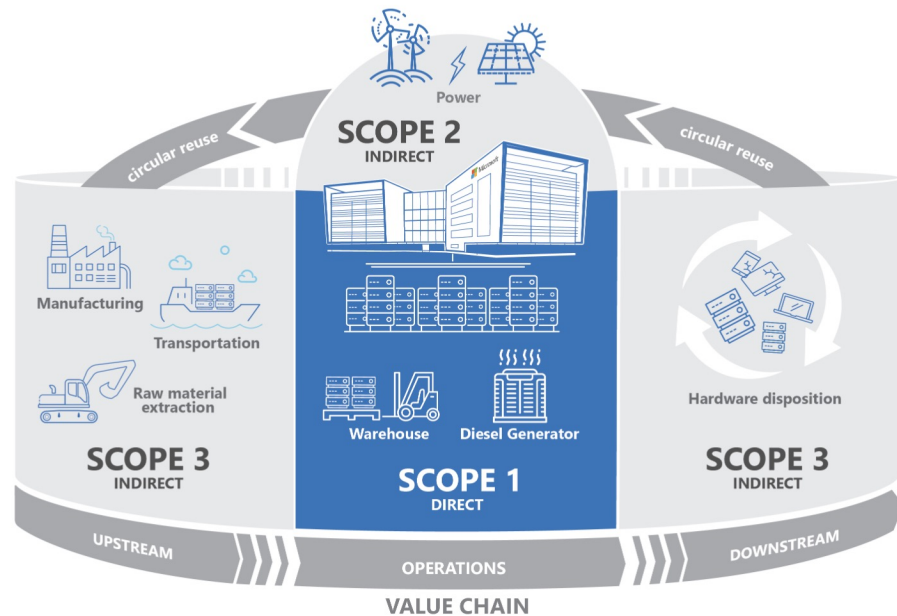 Power
SCOPE 2
INDIRECT
circular reuse
circular reuse
Microsoft
Manufacturing
Transportation
Raw material
extraction
SCOPE 3
INDIRECT
Warehouse
Diesel Generator
SCOPE 1
DIRECT
Hardware disposition
SCOPE 3
INDIRECT
UPSTREAM
OPERATIONS
DOWNSTREAM
VALUE CHAIN